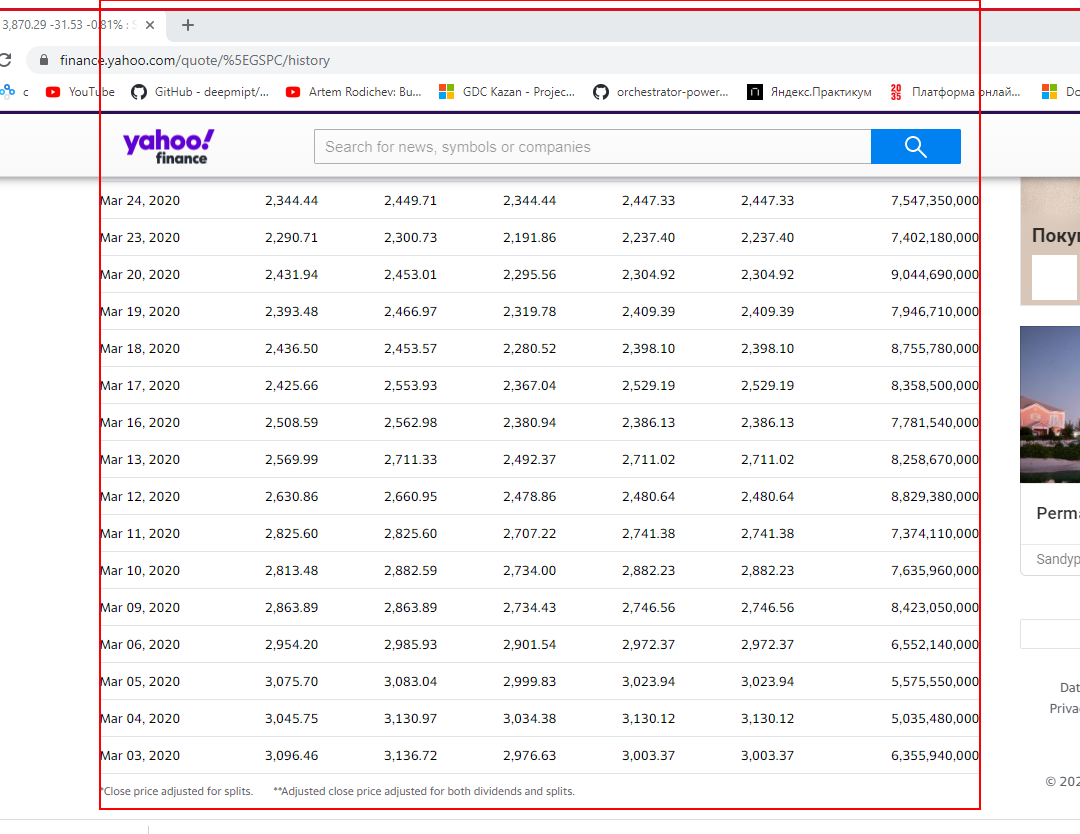 3,870.29 -31.53 -0.81% : S
finance.yahoo.com/quote/%5EGSPC/history
c YouTube GitHub - deepmipt/... Artem Rodichev: Bu... GDC Kazan - Projec... orchestrator-power... Яндекс.Практикум 20 35 Платформа онлай... Do
yahoo!
finance
Search for news, symbols or companies
Mar 24, 2020 2,344.44 2,449.71 2,344.44 2,447.33 2,447.33 7,547,350,000
Mar 23, 2020 2,290.71 2,300.73 2,191.86 2,237.40 2,237.40 7,402,180,000
Покуп
Mar 20, 2020 2,431.94 2,453.01 2,295.56 2,304.92 2,304.92 9,044,690,000
Mar 19, 2020 2,393.48 2,466.97 2,319.78 2,409.39 2,409.39 7,946,710,000
Mar 18, 2020 2,436.50 2,453.57 2,280.52 2,398.10 2,398.10 8,755,780,000
Mar 17, 2020 2,425.66 2,553.93 2,367.04 2,529.19 2,529.19 8,358,500,000
Mar 16, 2020 2,508.59 2,562.98 2,380.94 2,386.13 2,386.13 7,781,540,000
Mar 13, 2020 2,569.99 2,711.33 2,492.37 2,711.02 2,711.02 8,258,670,000
Mar 12, 2020 2,630.86 2,660.95 2,478.86 2,480.64 2,480.64 8,829,380,000
Perma
Mar 11, 2020 2,825.60 2,825.60 2,707.22 2,741.38 2,741.38 7,374,110,000
Sandyp
Mar 10, 2020 2,813.48 2,882.59 2,734.00 2,882.23 2,882.23 7,635,960,000
Mar 09, 2020 2,863.89 2,863.89 2,734.43 2,746.56 2,746.56 8,423,050,000
Mar 06, 2020 2,954.20 2,985.93 2,901.54 2,972.37 2,972.37 6,552,140,000
Mar 05, 2020 3,075.70 3,083.04 2,999.83 3,023.94 3,023.94 5,575,550,000
Dat
Priva
Mar 04, 2020 3,045.75 3,130.97 3,034.38 3,130.12 3,130.12 5,035,480,000
Mar 03, 2020 3,096.46 3,136.72 2,976.63 3,003.37 3,003.37 6,355,940,000
© 202
*Close price adjusted for splits. **Adjusted close price adjusted for both dividends and splits.